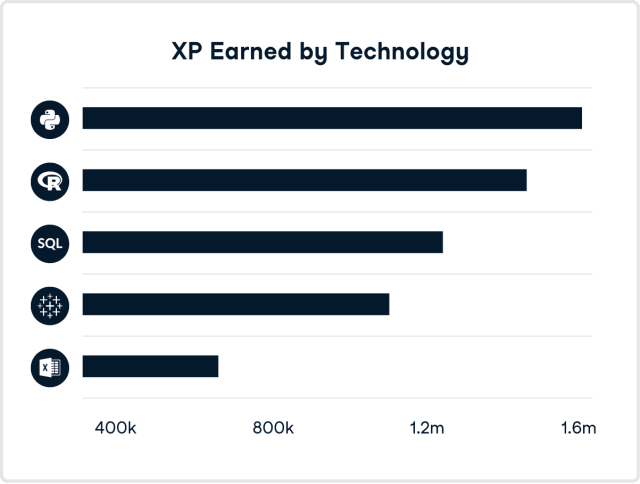 XP Earned by Technology
R
SQL
X
400k 800k 1.2m 1.6m